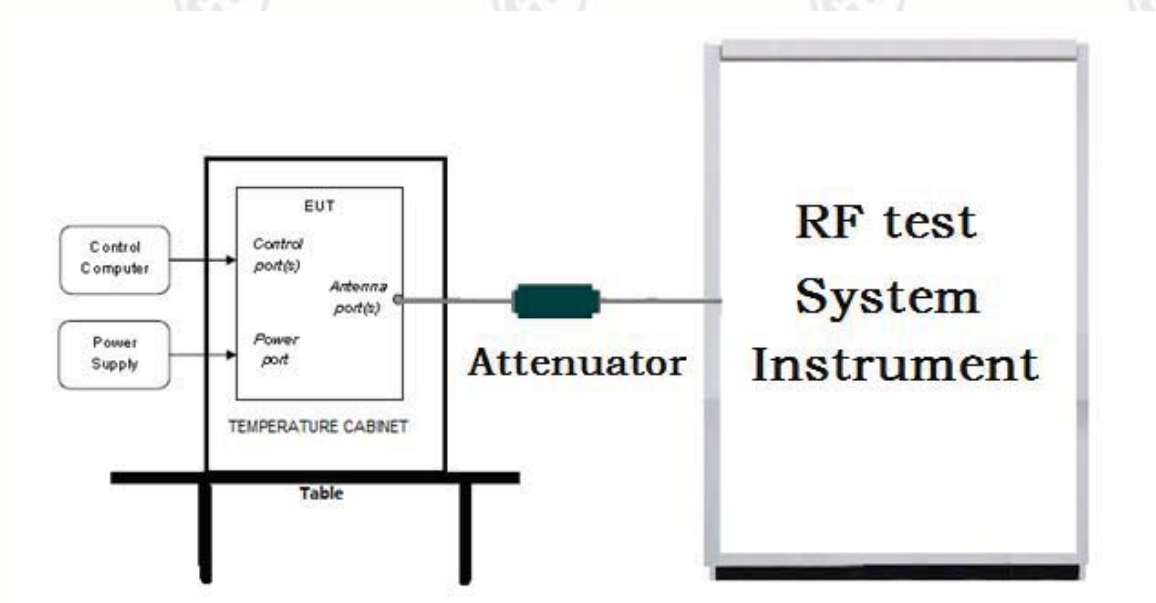 EUT
Control
Computer
Control
port(s)
Antenna
port(s)
Power
Supply
Power
port
TEMPERATURE CABINET
Table
Attenuator
RF test
System
Instrument